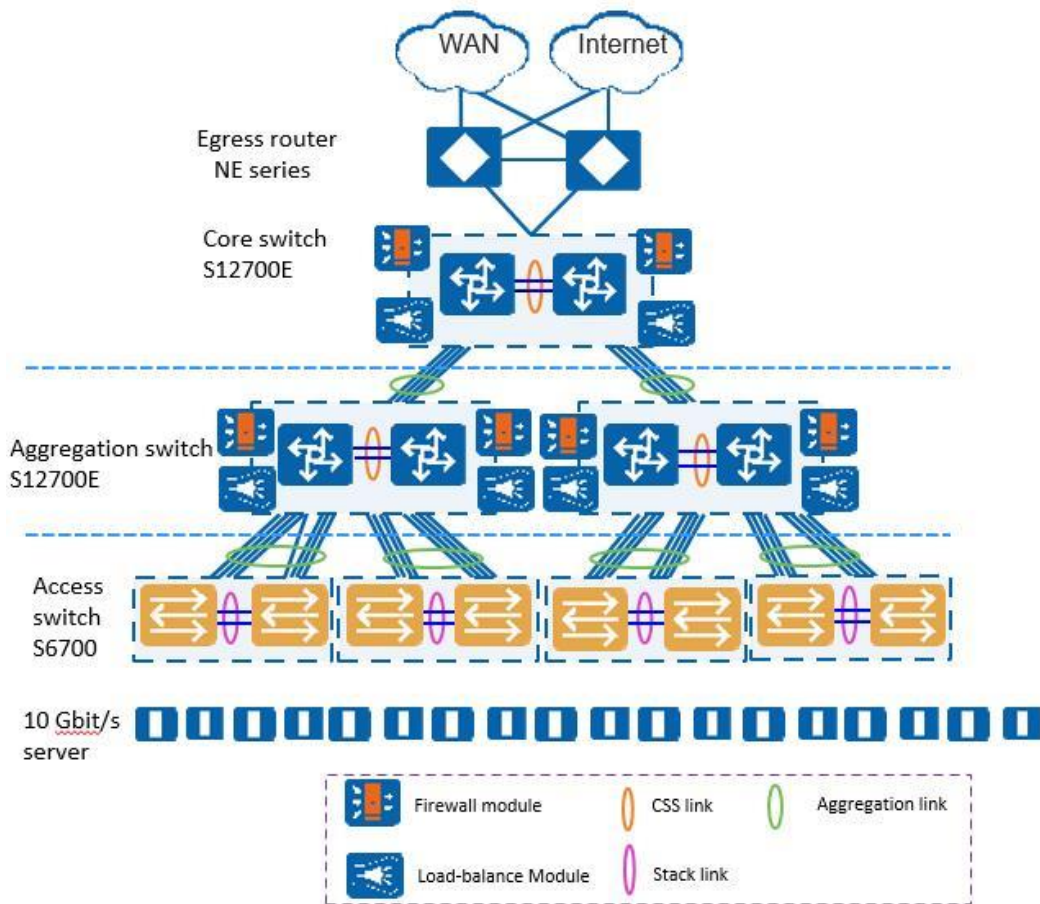 WAN
Internet
Egress router
NE series
Core switch
S12700E
Aggregation switch
S12700E
Access
switch
S6700
10 Gbit/s
server
Firewall module
CSS link
Aggregation link
Load-balance Module
Stack link